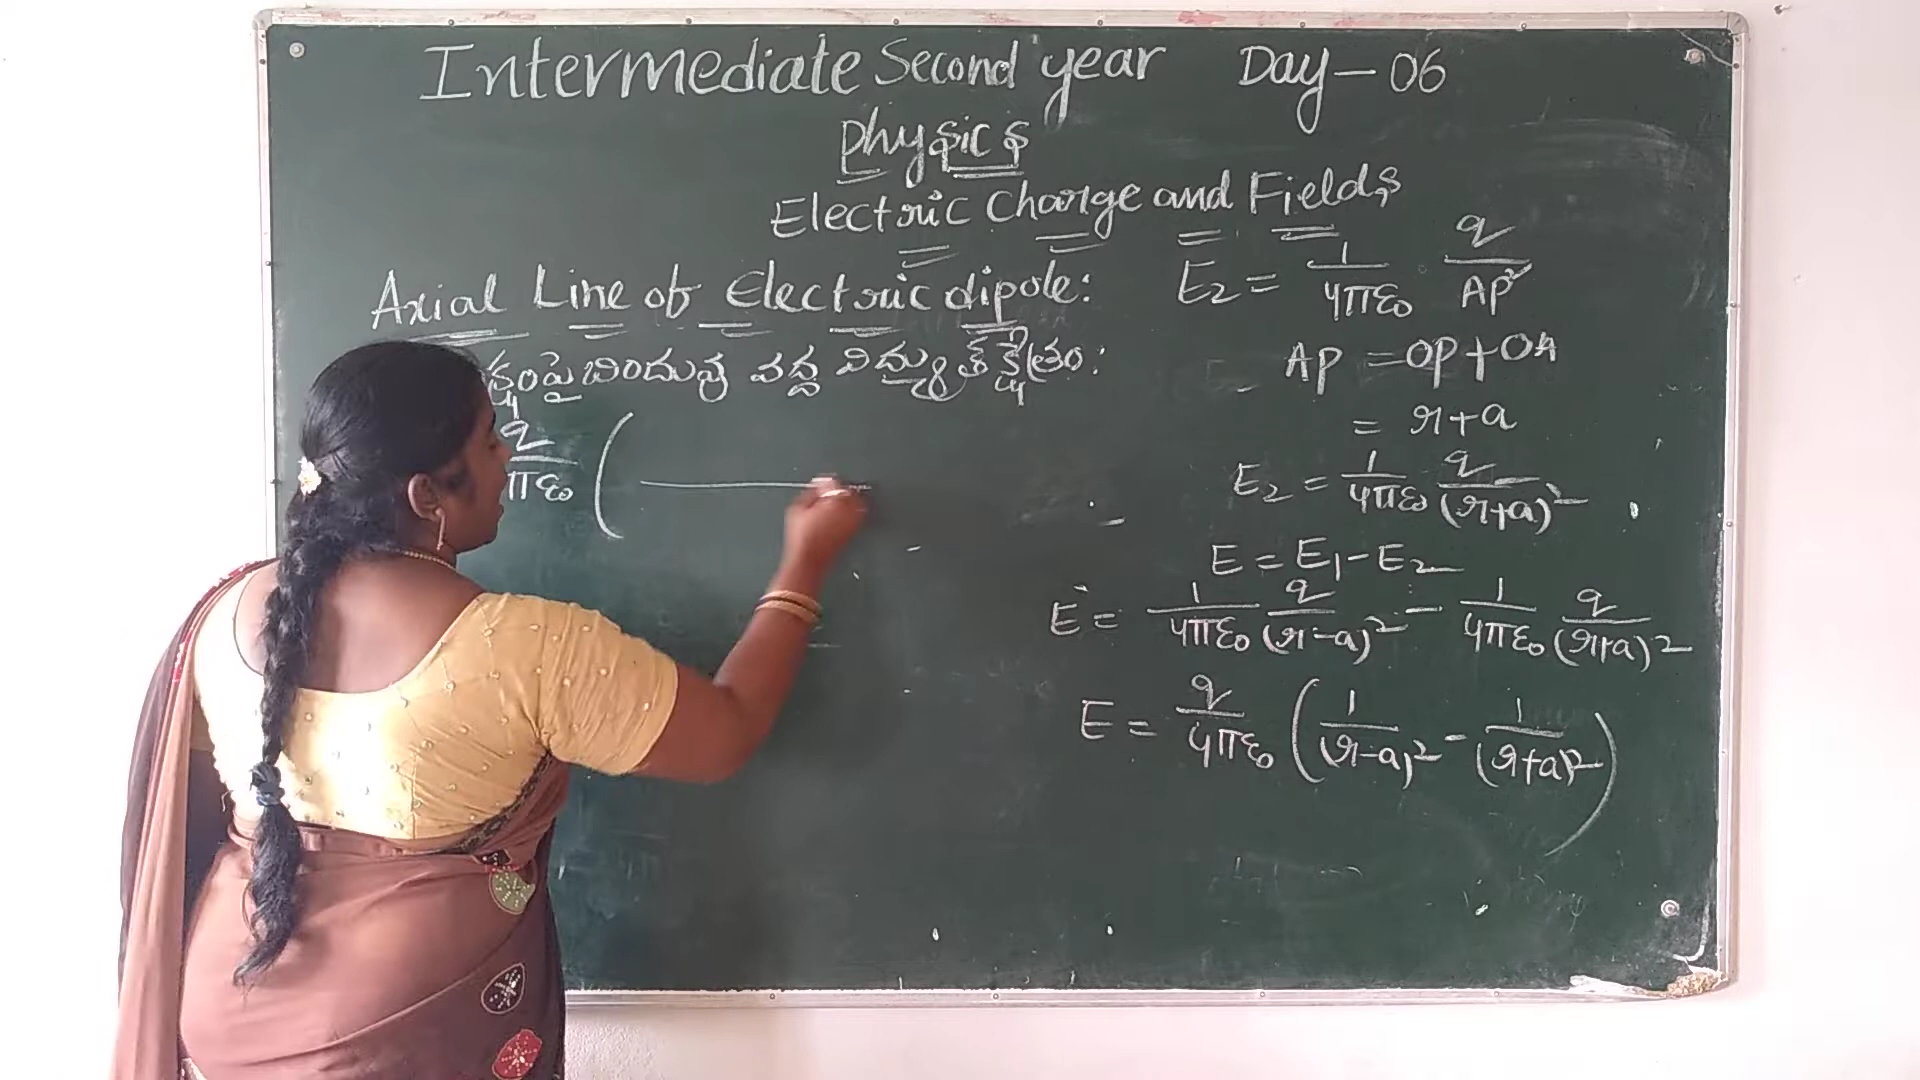 Intermediate Second year Day-06
Physics
Electric Charge and Fields
Axial Line of Electric dipole:
పై బిందువు వద్ద విద్యుత్ క్షేత్రం:
q/πε₀ (
E₂ = 1/4πε₀ . q/AP²
AP = OP+OA
= r+a
E₂ = 1/4πε₀ q/(r+a)²
E = E₁-E₂
E = 1/4πε₀ q/(r-a)² - 1/4πε₀ q/(r+a)²
E = q/4πε₀ (1/(r-a)² - 1/(r+a)²)